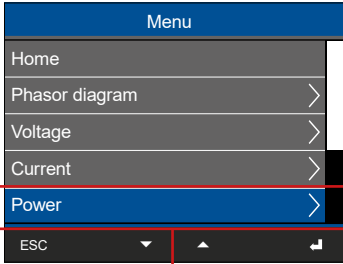 Menu
Home
Phasor diagram
Voltage
Current
Power
ESC